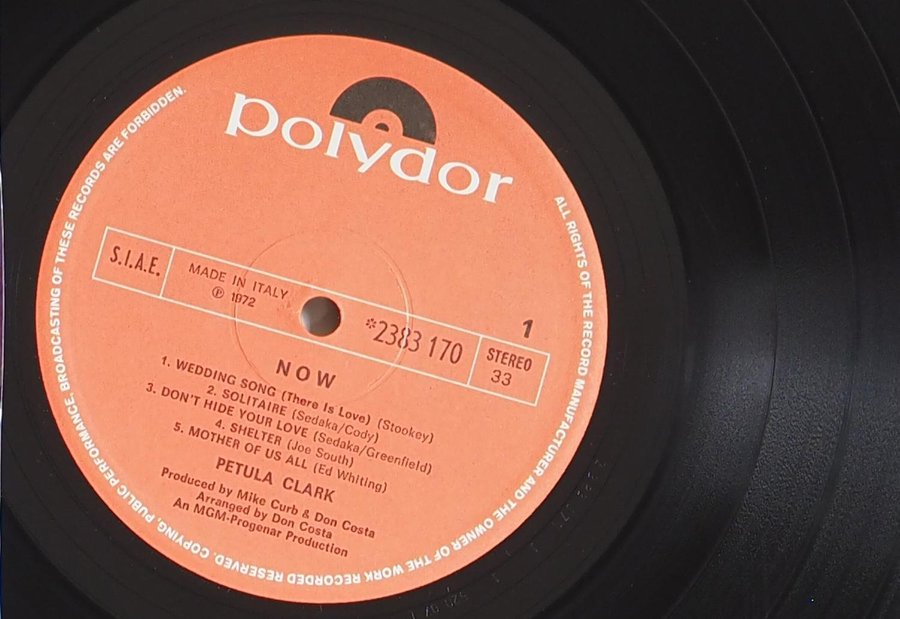 polydor
S.I.A.E.
MADE IN ITALY
℗ 1972
*2383 170
1
STEREO
33
NOW
1. WEDDING SONG (There Is Love) (Stookey)
2. SOLITAIRE (Sedaka/Cody)
3. DON'T HIDE YOUR LOVE (Sedaka/Greenfield)
4. SHELTER (Joe South)
5. MOTHER OF US ALL (Ed Whiting)
PETULA CLARK
Produced by Mike Curb & Don Costa
Arranged by Don Costa
An MGM-Progenar Production
ALL RIGHTS OF THE RECORD MANUFACTURER AND THE OWNER OF THE WORK RECORDED RESERVED. COPYING, PUBLIC PERFORMANCE, BROADCASTING OF THESE RECORDS ARE FORBIDDEN.